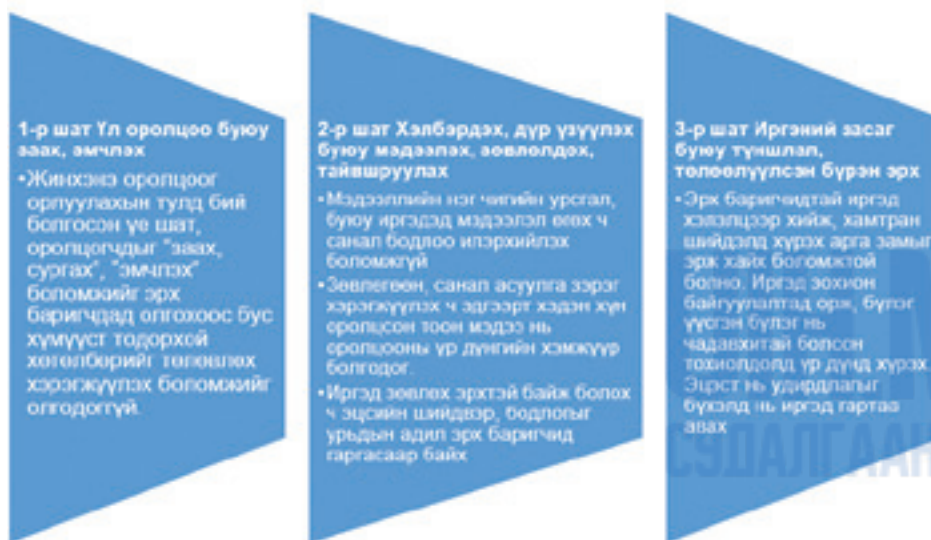 1-р шат Үл оролцоо буюу
заах, эмчлэх
•Жинхэнэ оролцоог
орлуулахын тулд бий
болгосон үе шат,
оролцогчдыг "заах,
сургах", "эмчлэх"
боломжийг эрх
баригчдад олгохоос бус
хүмүүст тодорхой
хөтөлбөрийг төлөвлөх
хэрэгжүүлэх боломжийг
олгодоггүй.
2-р шат Хэлбэрдэх, дүр үзүүлэх
буюу мэдээлэх, зөвлөлдөх,
тайвшруулах
•Мэдээллийн нэг чигийн урсгал,
буюу иргэдэд мэдээлэл өгөх ч
санал бодлоо илэрхийлэх
боломжгүй
•Зөвлөгөөн, санал асуулга зэрэг
хэрэгжүүлэх ч эдгээрт хэдэн хүн
оролцсон тоон мэдээ нь
оролцооны үр дүнгийн хэмжүүр
болгодог.
•Иргэд зөвлөх эрхтэй байж болох
ч эцсийн шийдвэр, бодлогыг
урьдын адил эрх баригчид
гаргасаар байх
3-р шат Иргэний засаг
буюу түншлэл,
төлөөлүүлсэн бүрэн эрх
•Эрх баригчидтай иргэд
хэлэлцээр хийж, хамтран
шийдэлд хүрэх арга замыг
эрж хайх боломжтой
болно. Иргэд зохион
байгуулалтад орж, бүлэг
үүсгэн бүлэг нь
чадавхитай болсон
тохиолдолд үр дүнд хүрэх.
Эцэст нь удирдлагыг
бүхэлд нь иргэд гартаа
авах
СУДАЛГААН